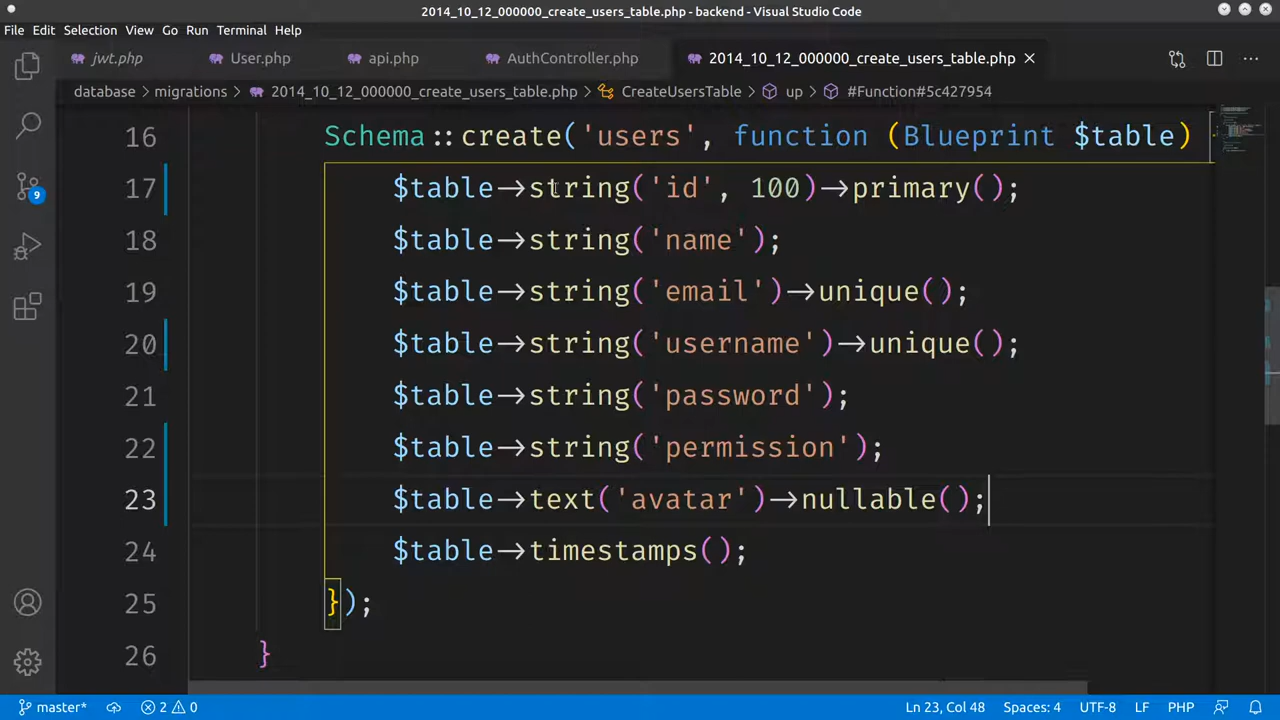 2014_10_12_000000_create_users_table.php - backend - Visual Studio Code
File Edit Selection View Go Run Terminal Help
jwt.php User.php api.php AuthController.php 2014_10_12_000000_create_users_table.php
database › migrations › 2014_10_12_000000_create_users_table.php › CreateUsersTable › up › #Function#5c427954
16 Schema::create('users', function (Blueprint $table)
17 $table->string('id', 100)->primary();
18 $table->string('name');
19 $table->string('email')->unique();
20 $table->string('username')->unique();
21 $table->string('password');
22 $table->string('permission');
23 $table->text('avatar')->nullable();
24 $table->timestamps();
25 });
26 }
9
master* 2 0 Ln 23, Col 48 Spaces: 4 UTF-8 LF PHP